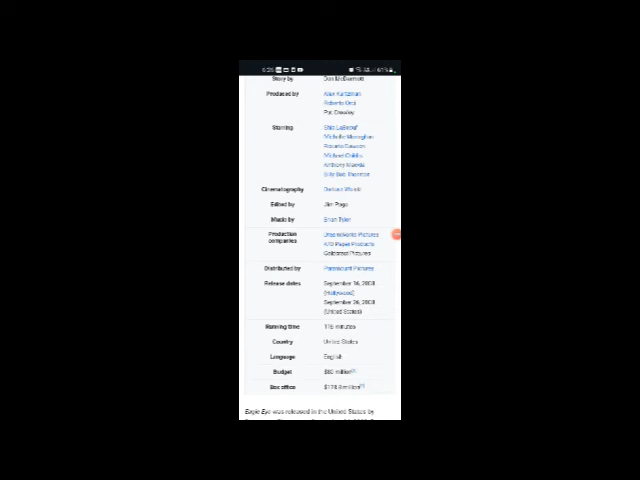 Story by Dan McDermott
Produced by Alex Kurtzman
Roberto Orci
Pat Crowley
Starring Shia LaBeouf
Michelle Monaghan
Rosario Dawson
Michael Chiklis
Anthony Mackie
Billy Bob Thornton
Cinematography Dariusz Wolski
Edited by Jim Page
Music by Brian Tyler
Production companies DreamWorks Pictures
K/O Paper Products
Goldcrest Pictures
Distributed by Paramount Pictures
Release dates September 16, 2008
(Hollywood)
September 26, 2008
(United States)
Running time 118 minutes
Country United States
Language English
Budget $80 million
Box office
Eagle Eye was released in the United States by